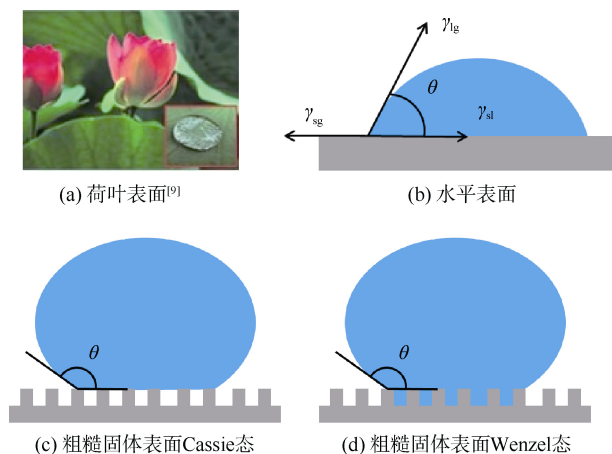 γlg
θ
γsg
γsl
(a) 荷叶表面[9]
(b) 水平表面
θ
θ
(c) 粗糙固体表面Cassie态
(d) 粗糙固体表面Wenzel态